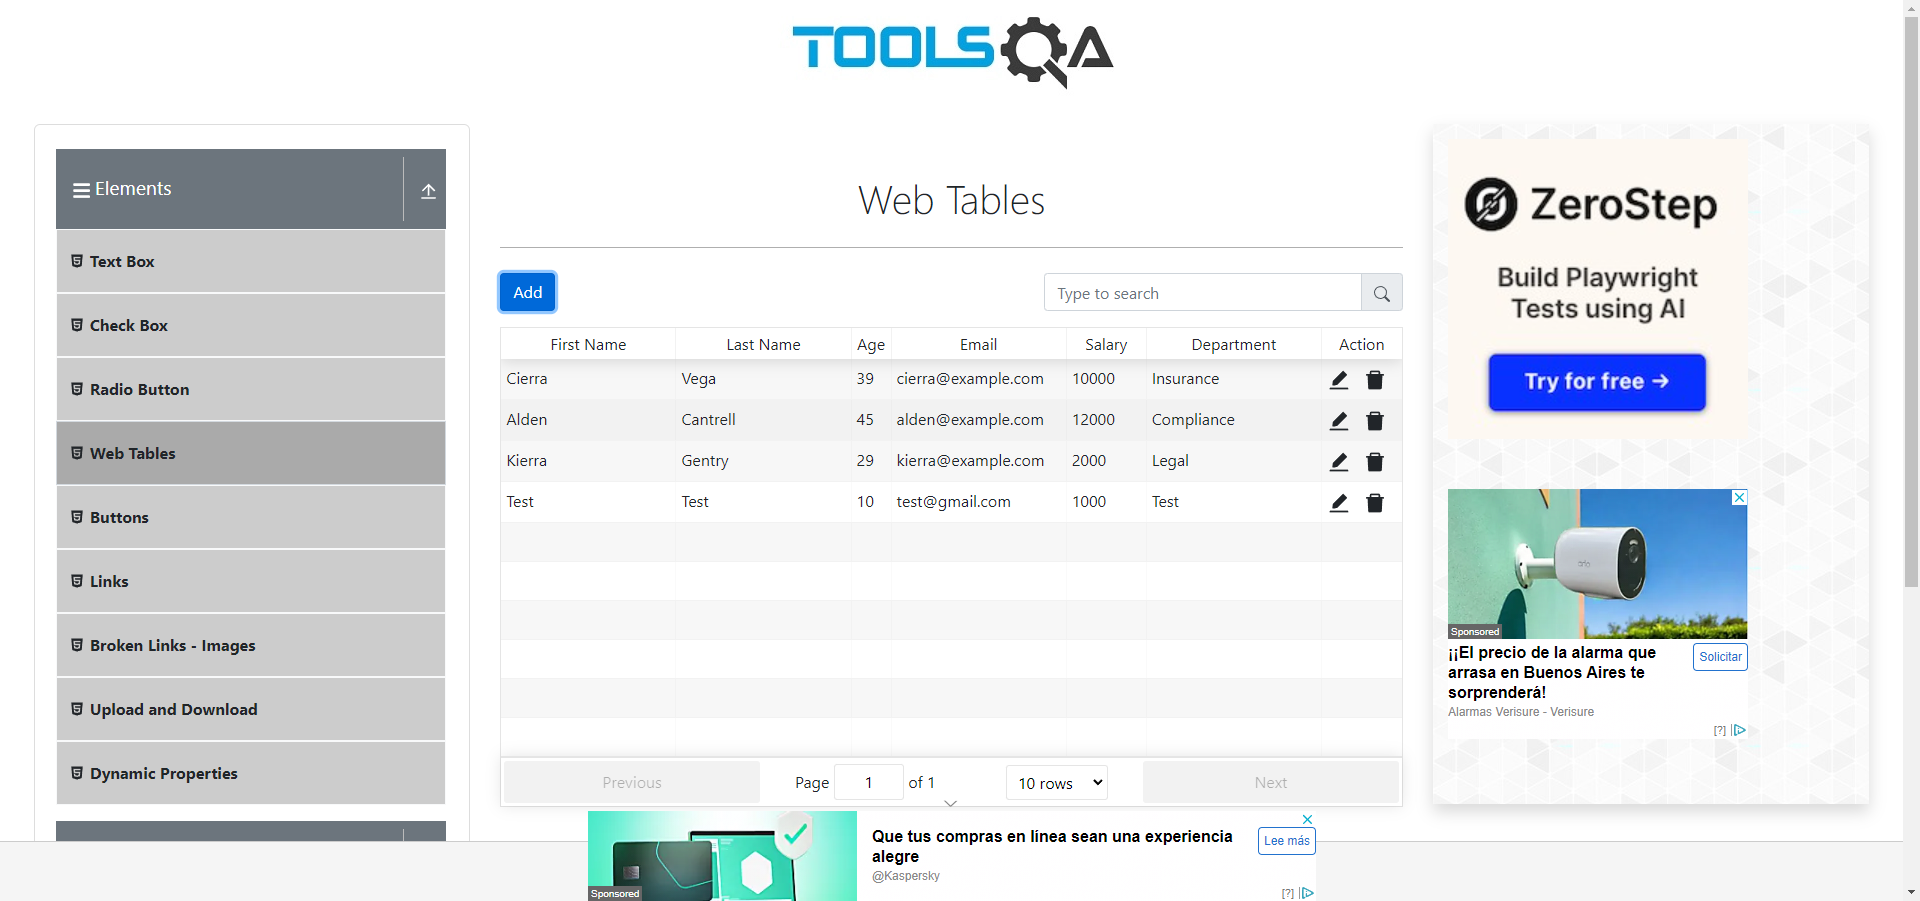 TOOLSQA
Elements
Text Box
Check Box
Radio Button
Web Tables
Buttons
Links
Broken Links - Images
Upload and Download
Dynamic Properties
Web Tables
Add
Type to search
First Name Last Name Age Email Salary Department Action
Cierra Vega 39 cierra@example.com 10000 Insurance
Alden Cantrell 45 alden@example.com 12000 Compliance
Kierra Gentry 29 kierra@example.com 2000 Legal
Test Test 10 test@gmail.com 1000 Test
Previous Page 1 of 1 10 rows Next
ZeroStep
Build Playwright
Tests using AI
Try for free →
arlo
Sponsored
¡¡El precio de la alarma que
arrasa en Buenos Aires te
sorprenderá!
Solicitar
Alarmas Verisure - Verisure
[?]
Sponsored
Que tus compras en línea sean una experiencia
alegre
@Kaspersky
Lee más
[?]